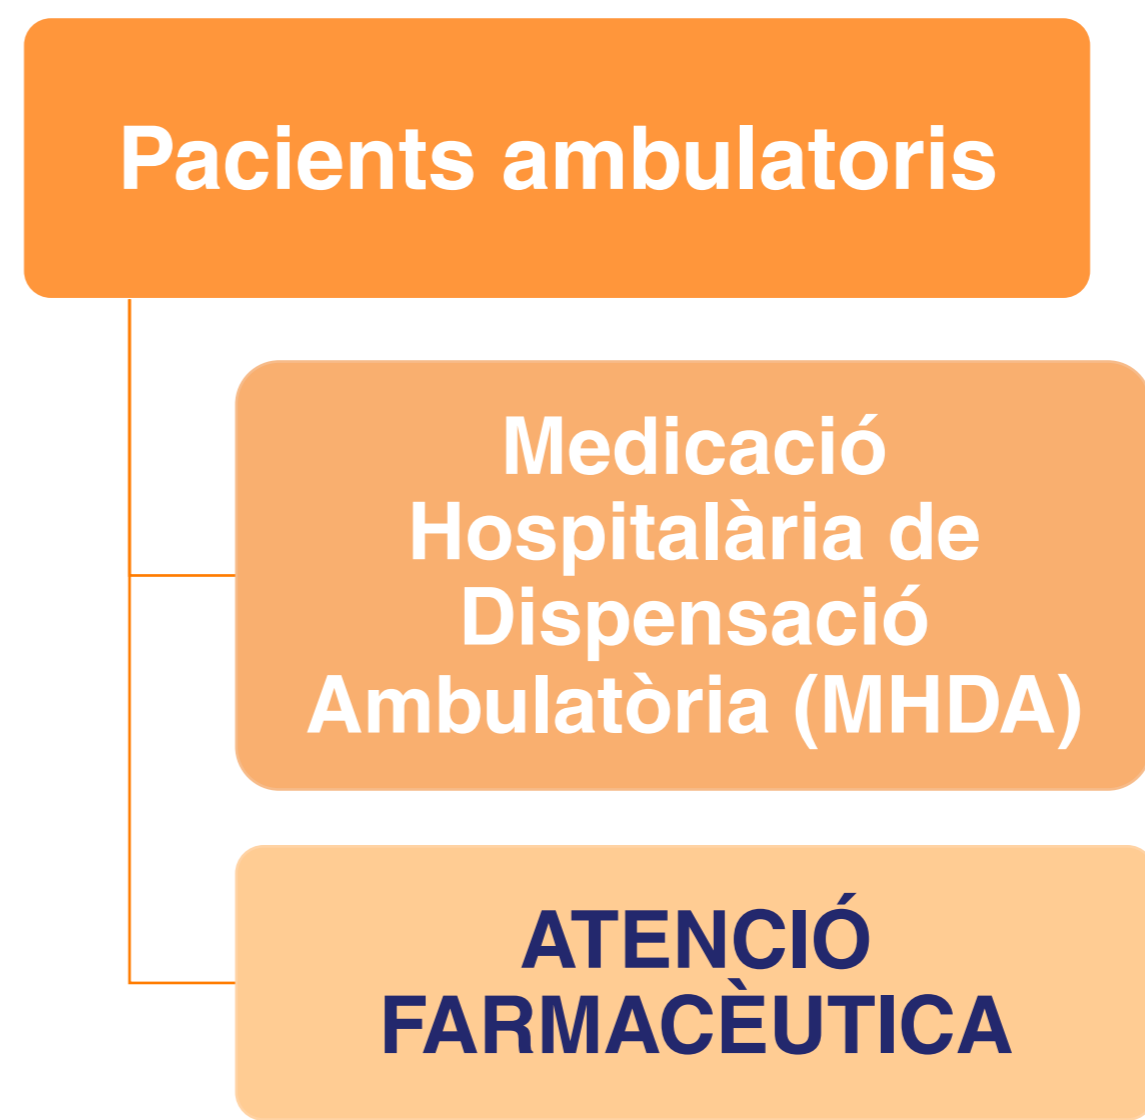 Pacients ambulatoris
Medicació
Hospitalària de
Dispensació
Ambulatòria (MHDA)
ATENCIÓ
FARMACÈUTICA